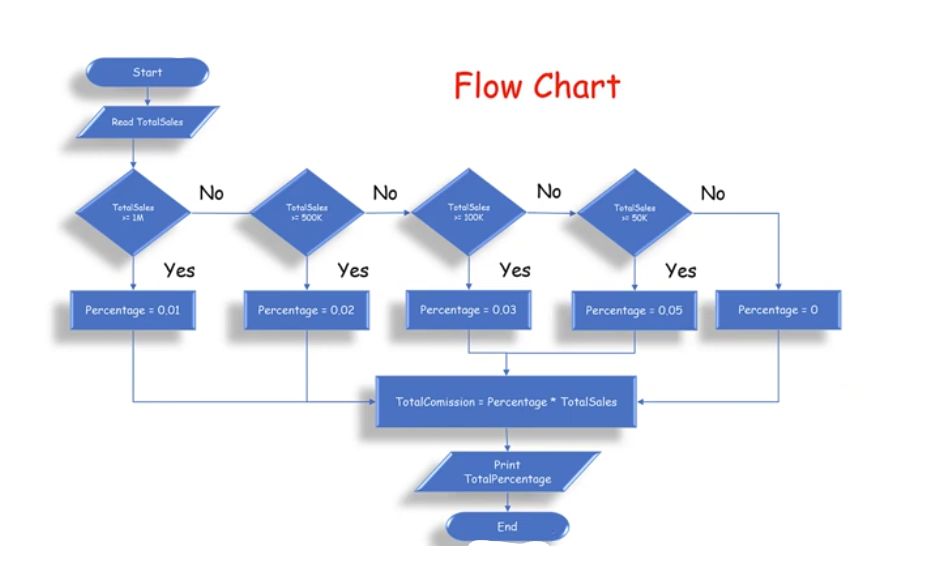 Flow Chart
Start
Read TotalSales
TotalSales
>= 1M
No
TotalSales
>= 500K
No
TotalSales
>= 100K
No
TotalSales
>= 50K
No
Yes
Yes
Yes
Yes
Percentage = 0.01
Percentage = 0.02
Percentage = 0.03
Percentage = 0.05
Percentage = 0
TotalComission = Percentage * TotalSales
Print
TotalPercentage
End